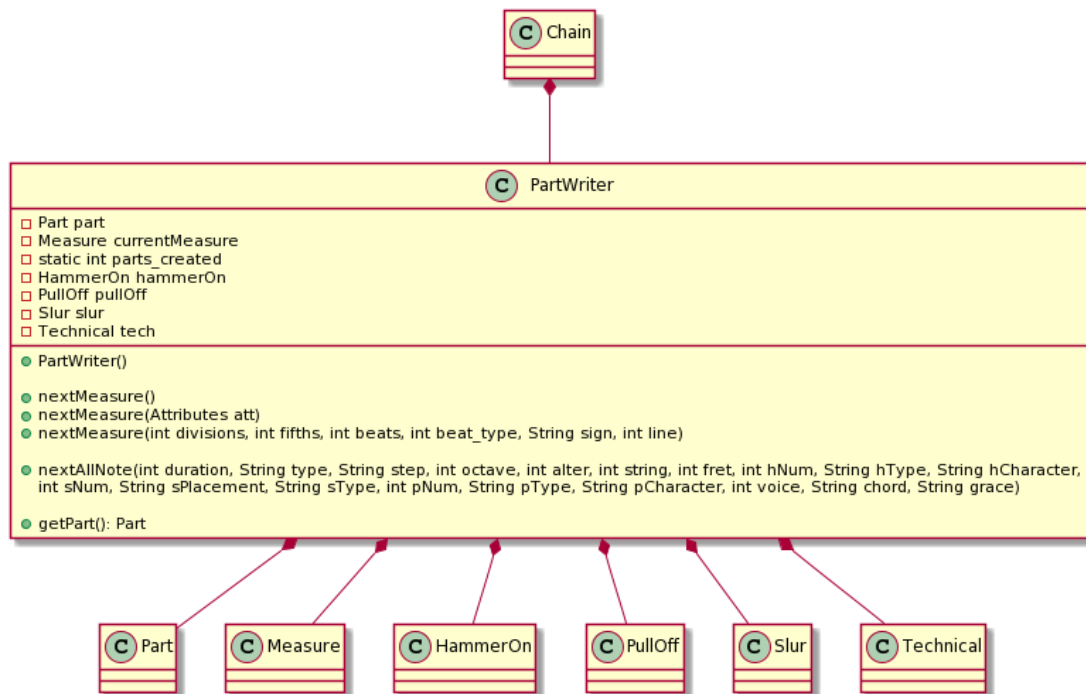 C Chain
C PartWriter
Part part
Measure currentMeasure
static int parts_created
HammerOn hammerOn
PullOff pullOff
Slur slur
Technical tech
PartWriter()
nextMeasure()
nextMeasure(Attributes att)
nextMeasure(int divisions, int fifths, int beats, int beat_type, String sign, int line)
nextAllNote(int duration, String type, String step, int octave, int alter, int string, int fret, int hNum, String hType, String hCharacter,
int sNum, String sPlacement, String sType, int pNum, String pType, String pCharacter, int voice, String chord, String grace)
getPart(): Part
C Part C Measure C HammerOn C PullOff C Slur C Technical